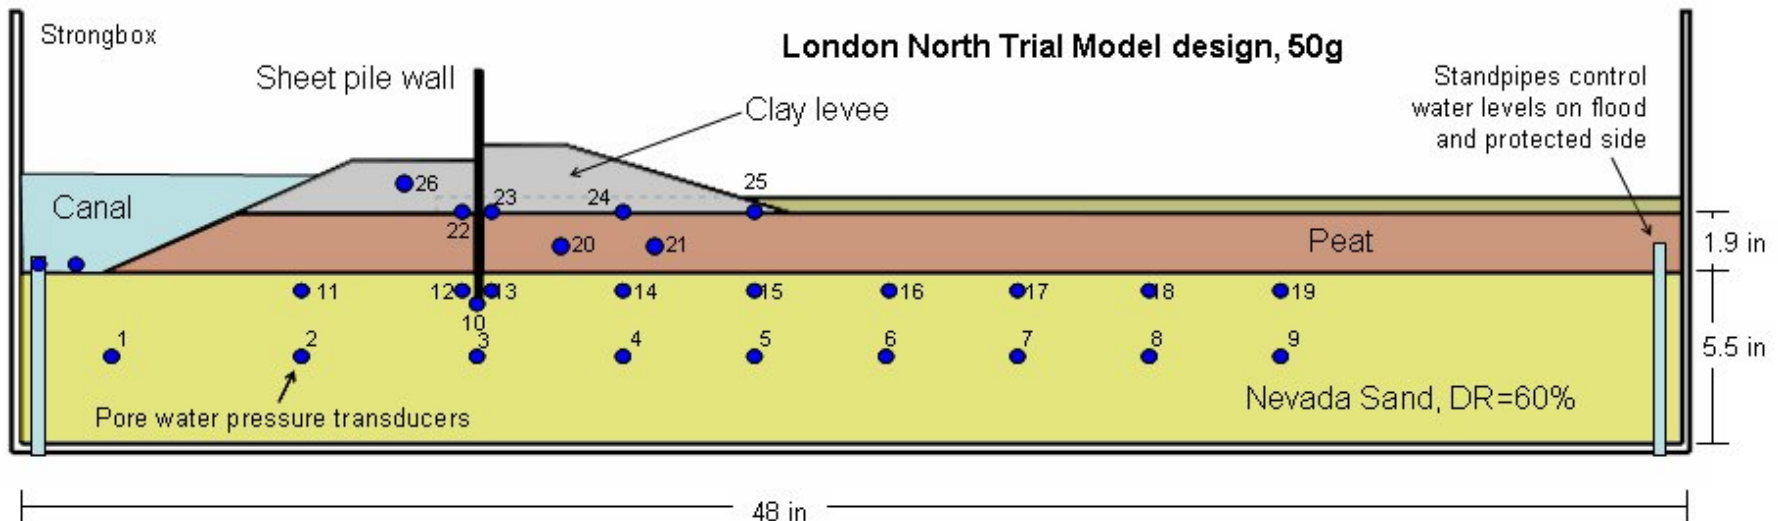 Strongbox
London North Trial Model design, 50g
Sheet pile wall
Standpipes control
water levels on flood
and protected side
Clay levee
Canal
26
23
24
25
22
20
21
Peat
1.9 in
11
12
13
14
15
16
17
18
19
10
1
2
3
4
5
6
7
8
9
5.5 in
Pore water pressure transducers
Nevada Sand, DR=60%
48 in